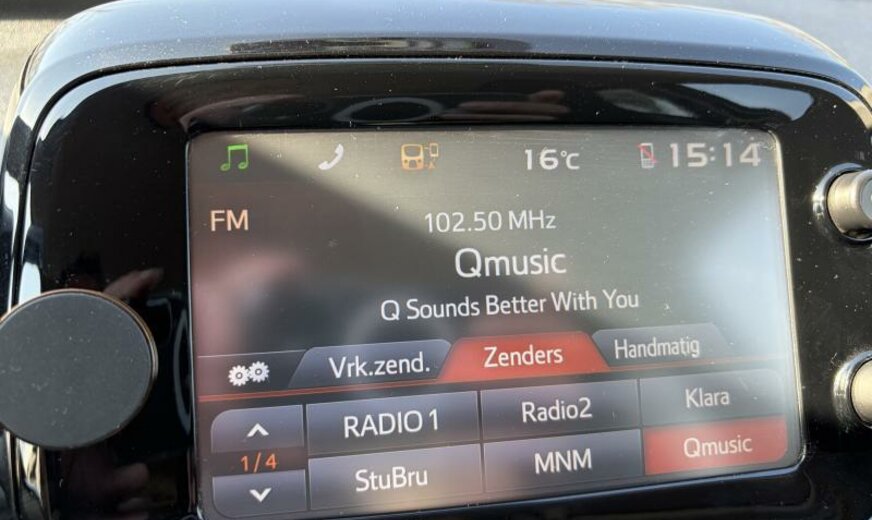 16°C 15:14
FM 102.50 MHz
Qmusic
Q Sounds Better With You
Vrk.zend. Zenders Handmatig
RADIO 1 Radio2 Klara
1/4
StuBru MNM Qmusic